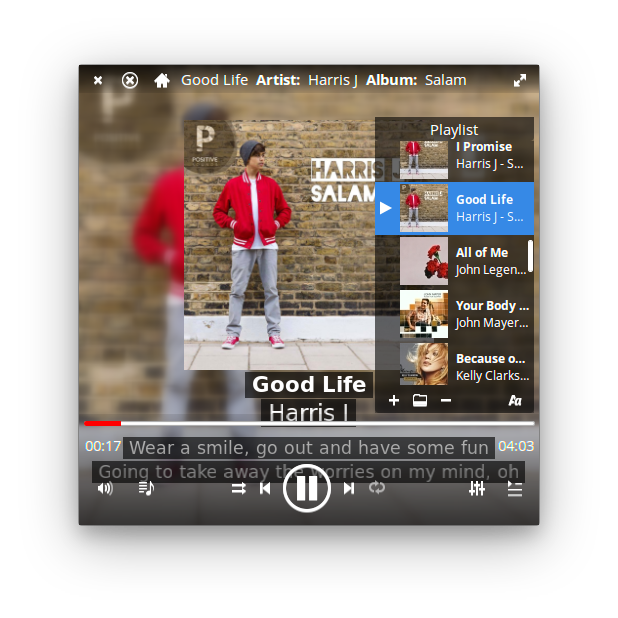 Good Life Artist: Harris J Album: Salam
P
POSITIVE
HARRIS
SALAM
Playlist
I Promise
Harris J - S...
Good Life
Harris J - S...
All of Me
John Legen...
Your Body ...
John Mayer...
Because o...
Kelly Clarks...
Aa
Good Life
Harris J
00:17
04:03
Wear a smile, go out and have some fun
Going to take away the worries on my mind, oh